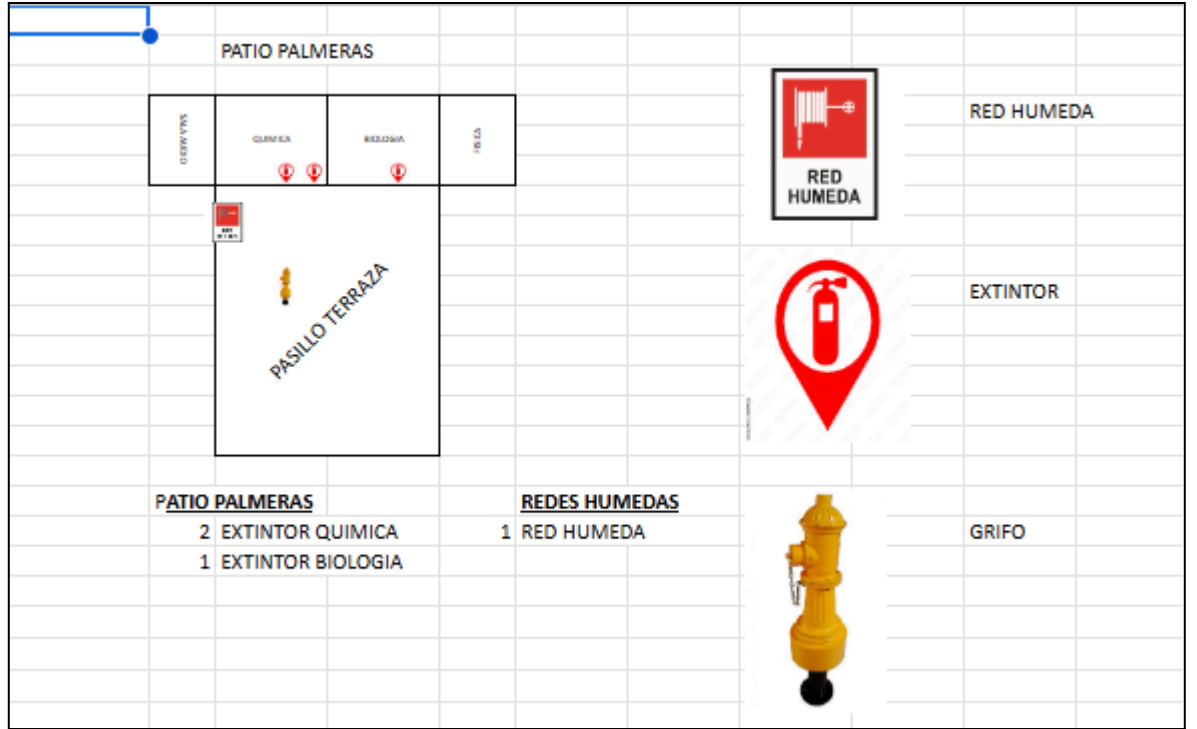 PATIO PALMERAS
QUIMICA
BIOLOGIA
PASILLO TERRAZA
RED HUMEDA
RED HUMEDA
EXTINTOR
PATIO PALMERAS
2 EXTINTOR QUIMICA
1 EXTINTOR BIOLOGIA
REDES HUMEDAS
1 RED HUMEDA
GRIFO